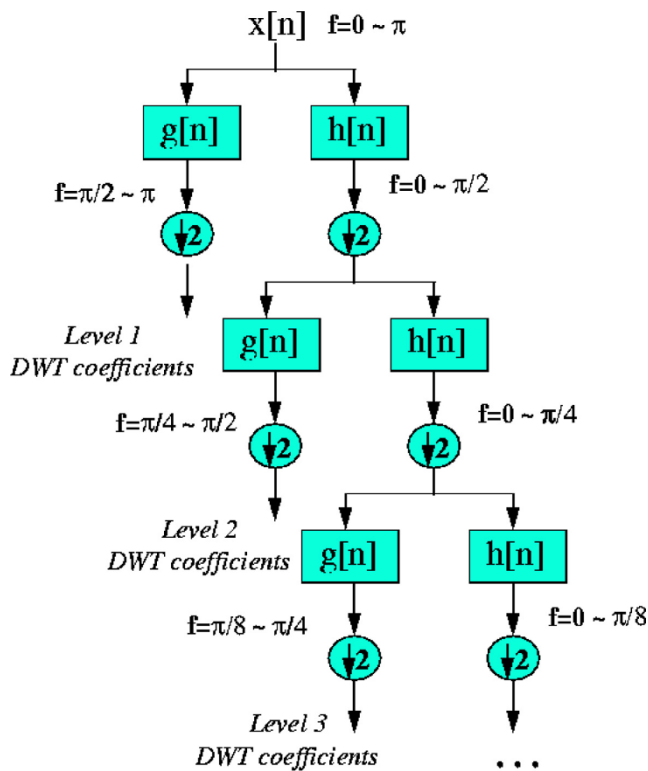 x[n] f=0 ~ π
g[n] h[n]
f=π/2 ~ π f=0 ~ π/2
2 2
Level 1
DWT coefficients
g[n] h[n]
f=π/4 ~ π/2 f=0 ~ π/4
2 2
Level 2
DWT coefficients
g[n] h[n]
f=π/8 ~ π/4 f=0 ~ π/8
2 2
Level 3
DWT coefficients
...